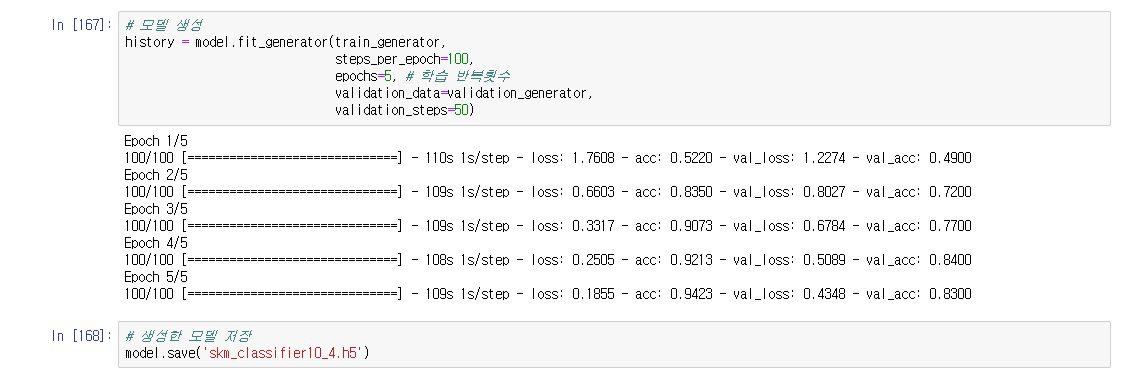 In [167]: # 모델 생성
history = model.fit_generator(train_generator,
steps_per_epoch=100,
epochs=5, # 학습 반복횟수
validation_data=validation_generator,
validation_steps=50)
Epoch 1/5
100/100 [==============================] - 110s 1s/step - loss: 1.7608 - acc: 0.5220 - val_loss: 1.2274 - val_acc: 0.4900
Epoch 2/5
100/100 [==============================] - 109s 1s/step - loss: 0.6603 - acc: 0.8350 - val_loss: 0.8027 - val_acc: 0.7200
Epoch 3/5
100/100 [==============================] - 109s 1s/step - loss: 0.3317 - acc: 0.9073 - val_loss: 0.6784 - val_acc: 0.7700
Epoch 4/5
100/100 [==============================] - 108s 1s/step - loss: 0.2505 - acc: 0.9213 - val_loss: 0.5089 - val_acc: 0.8400
Epoch 5/5
100/100 [==============================] - 109s 1s/step - loss: 0.1855 - acc: 0.9423 - val_loss: 0.4348 - val_acc: 0.8300
In [168]: # 생성한 모델 저장
model.save('skm_classifier10_4.h5')